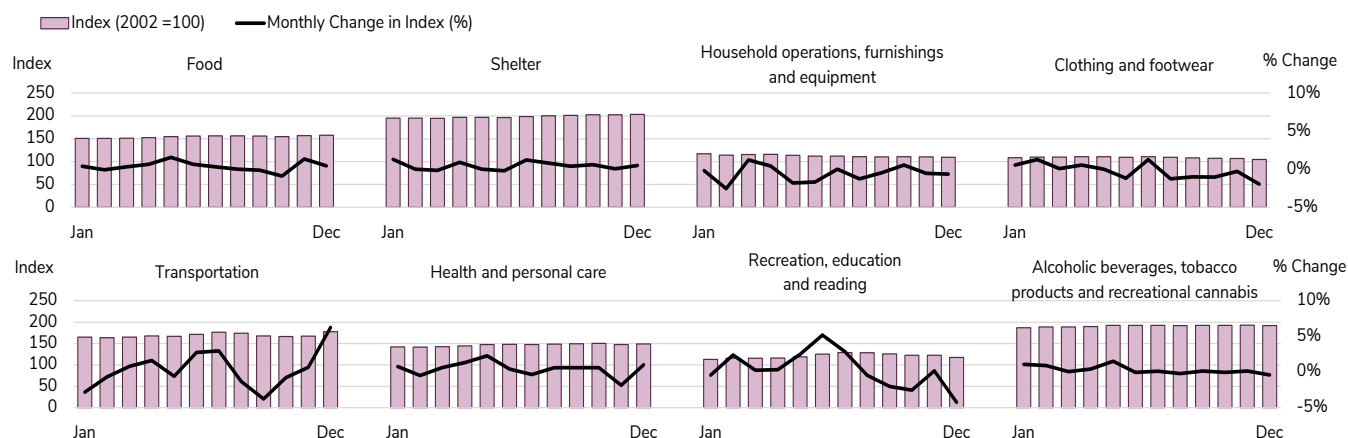 Index (2002 =100) Monthly Change in Index (%)
Household operations, furnishings
and equipment
Index Food Shelter Clothing and footwear % Change
250 10%
200
150 5%
100 0%
50
0 -5%
Jan Dec Jan Dec Jan Dec Jan Dec
Recreation, education
and reading
Index Transportation Health and personal care Alcoholic beverages, tobacco % Change
products and recreational cannabis
250 10%
200 5%
150
100 0%
50
0 -5%
Jan Dec Jan Dec Jan Dec Jan Dec